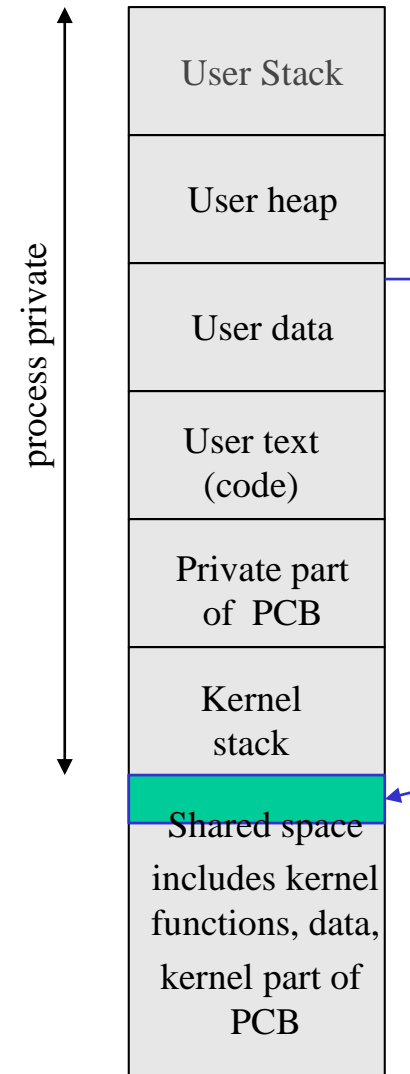 process private
User Stack
User heap
User data
User text
(code)
Private part
of PCB
Kernel
stack
Shared space
includes kernel
functions, data,
kernel part of
PCB